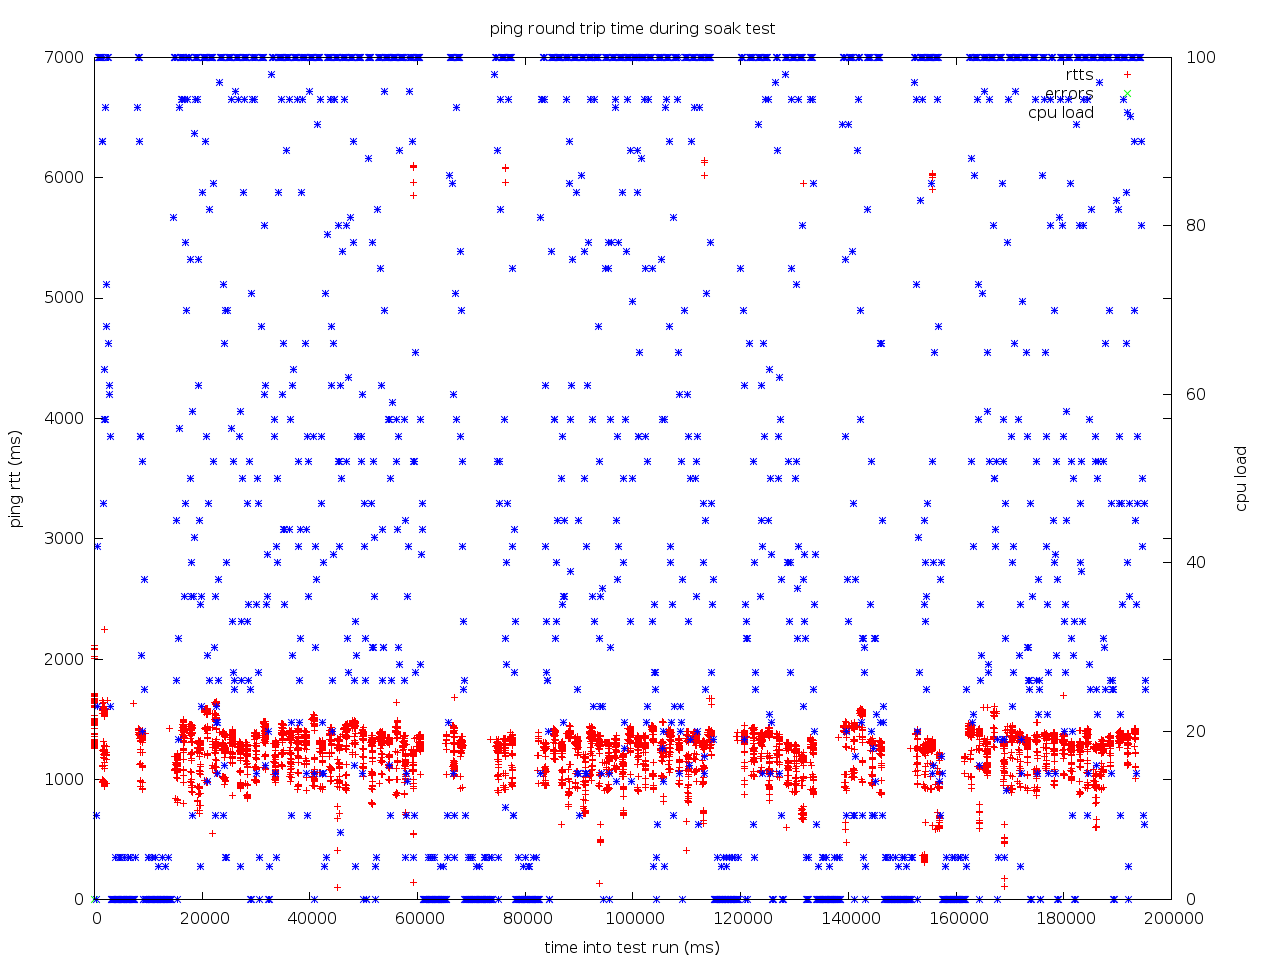 ping round trip time during soak test
7000
6000
5000
4000
3000
2000
1000
0
100
80
60
40
20
0
rtts
errors
cpu load
ping rtt (ms)
cpu load
0 20000 40000 60000 80000 100000 120000 140000 160000 180000 200000
time into test run (ms)